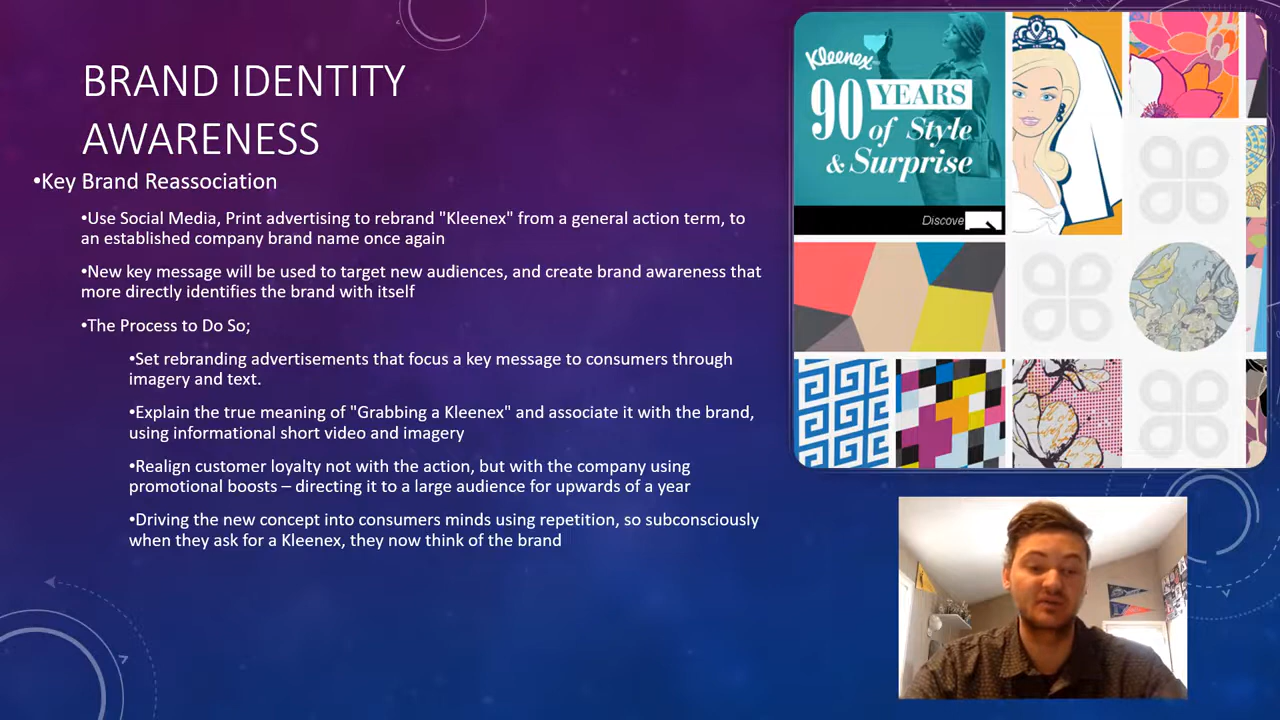 BRAND IDENTITY
AWARENESS
•Key Brand Reassociation
•Use Social Media, Print advertising to rebrand "Kleenex" from a general action term, to
an established company brand name once again
•New key message will be used to target new audiences, and create brand awareness that
more directly identifies the brand with itself
•The Process to Do So;
•Set rebranding advertisements that focus a key message to consumers through
imagery and text.
•Explain the true meaning of "Grabbing a Kleenex" and associate it with the brand,
using informational short video and imagery
•Realign customer loyalty not with the action, but with the company using
promotional boosts – directing it to a large audience for upwards of a year
•Driving the new concept into consumers minds using repetition, so subconsciously
when they ask for a Kleenex, they now think of the brand
Kleenex
90 YEARS
of Style
& Surprise
Discove